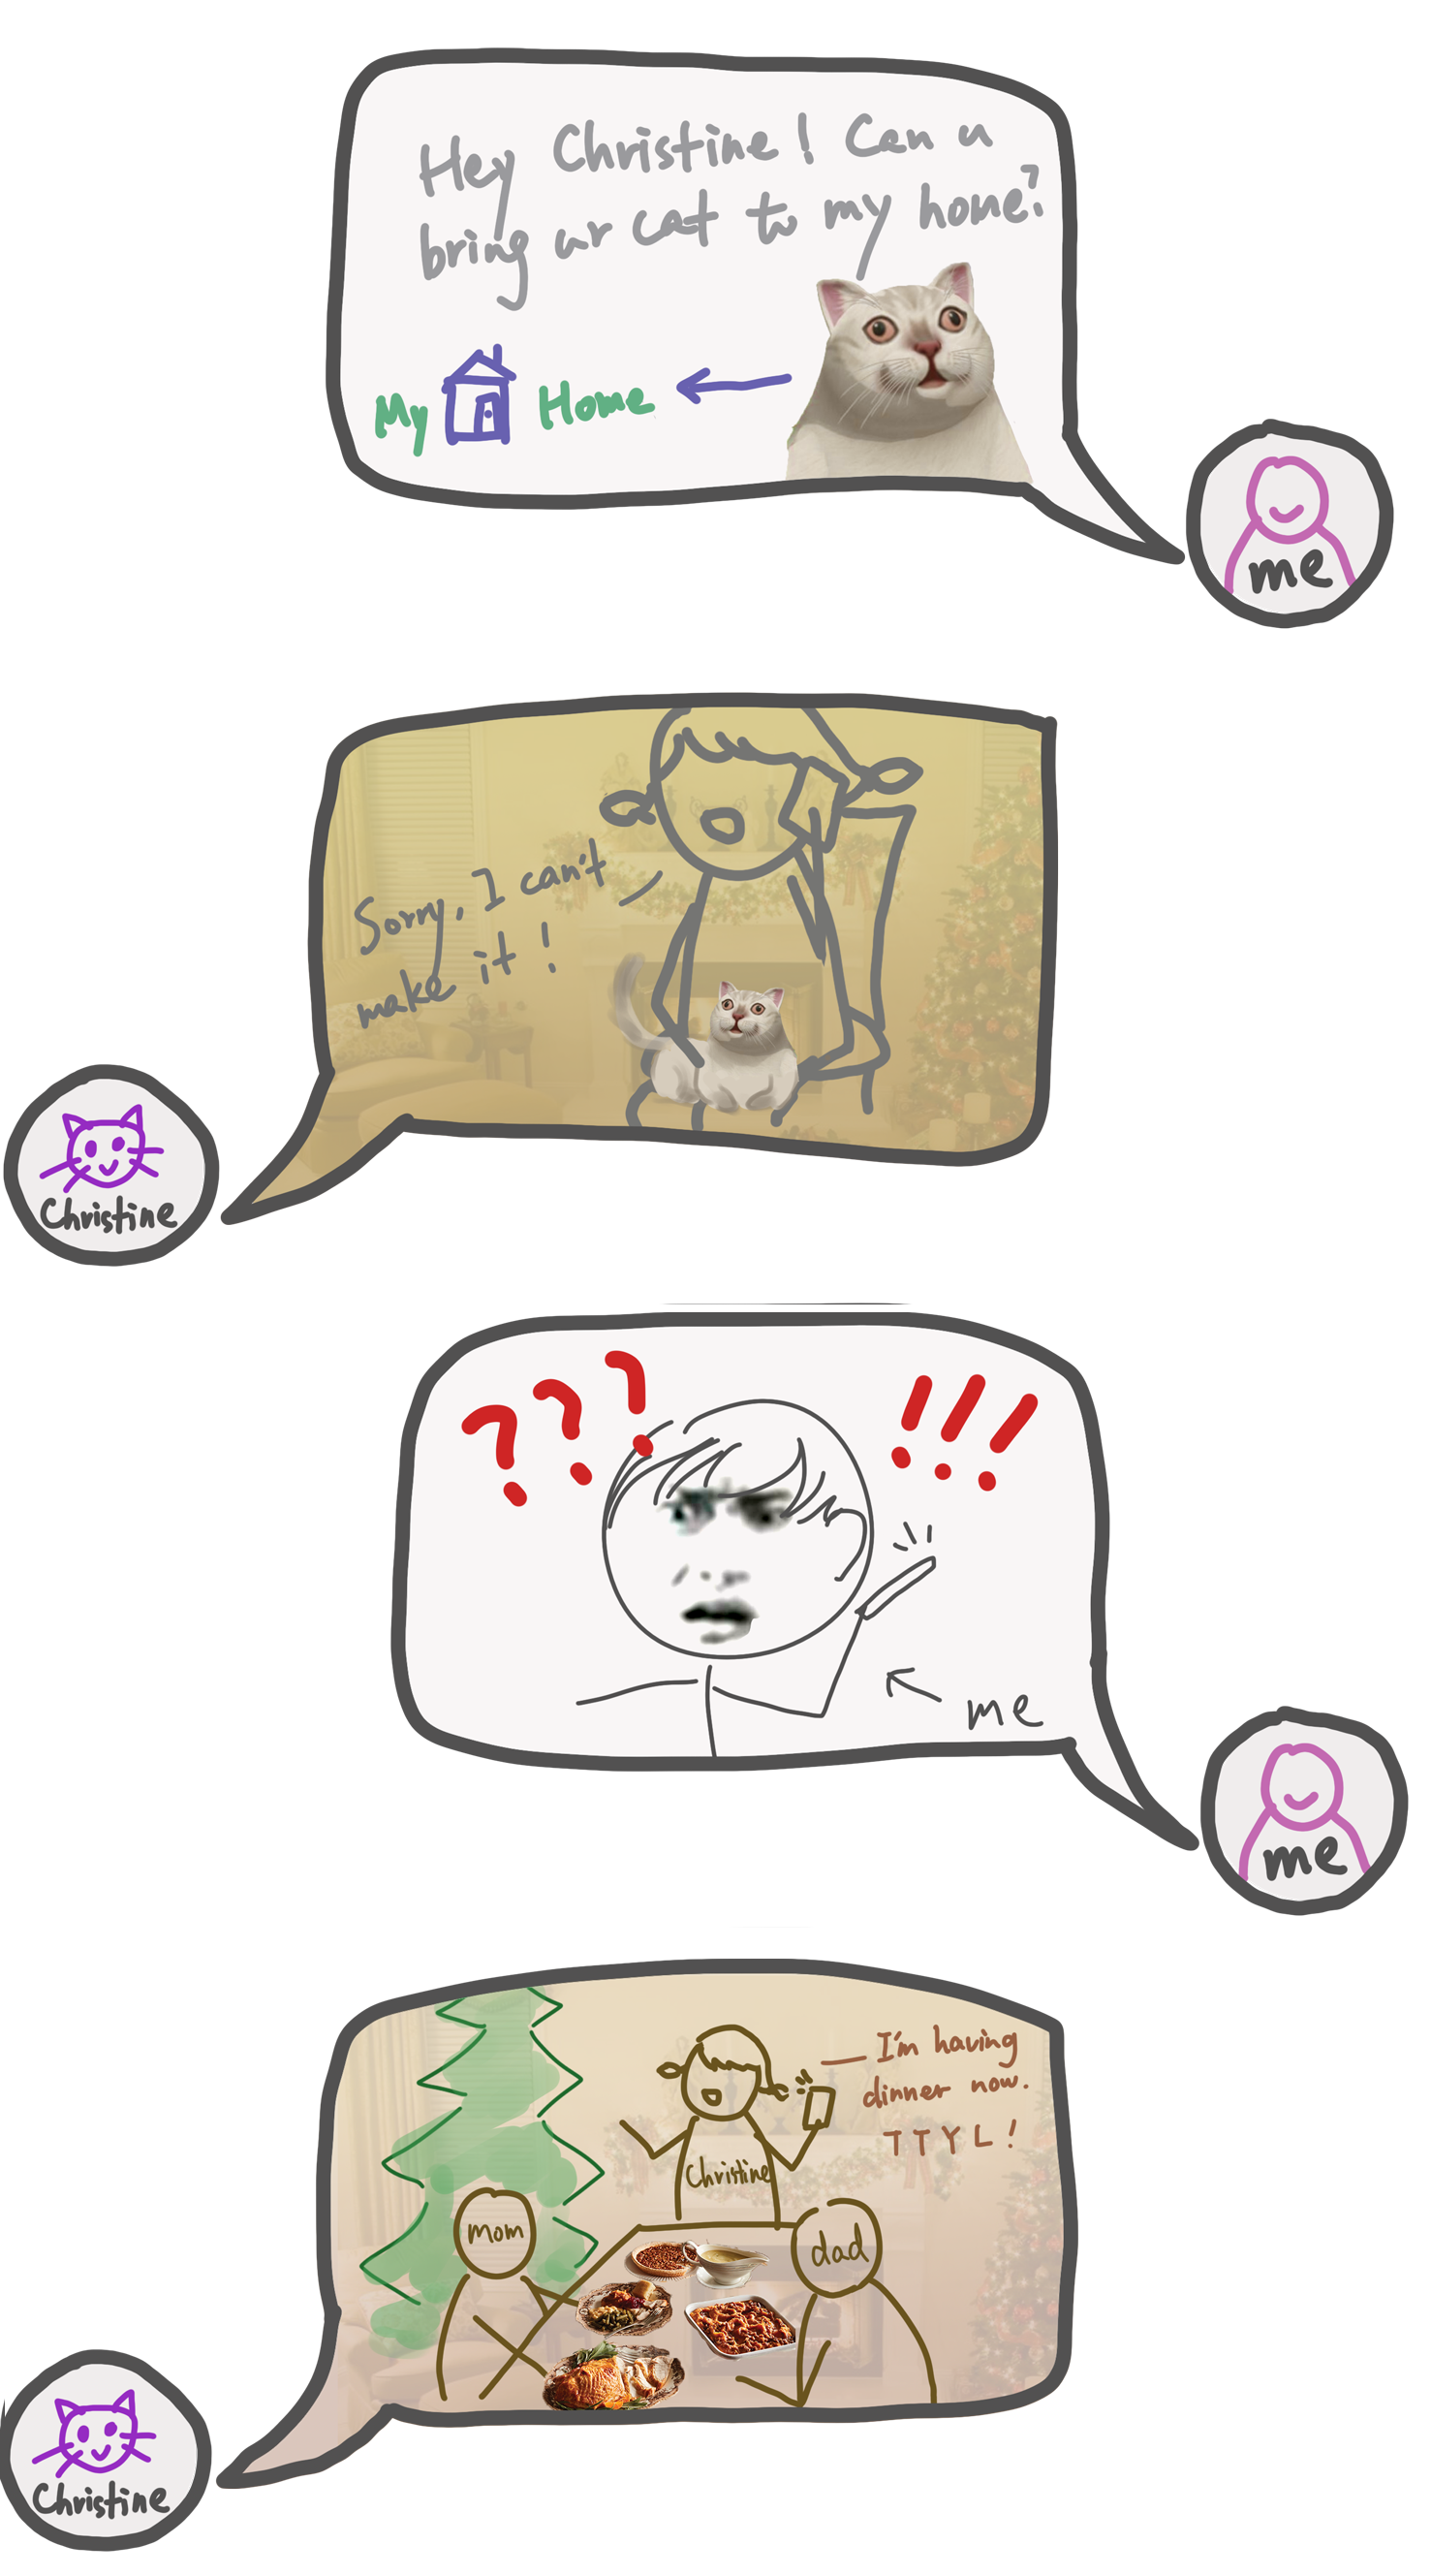 Hey Christine! Can u
bring ur cat to my home?
My Home
me
Sorry, I can't
make it!
Christine
???
!!!
me
me
I'm having
dinner now.
TTYL!
Christine
mom
dad
Christine